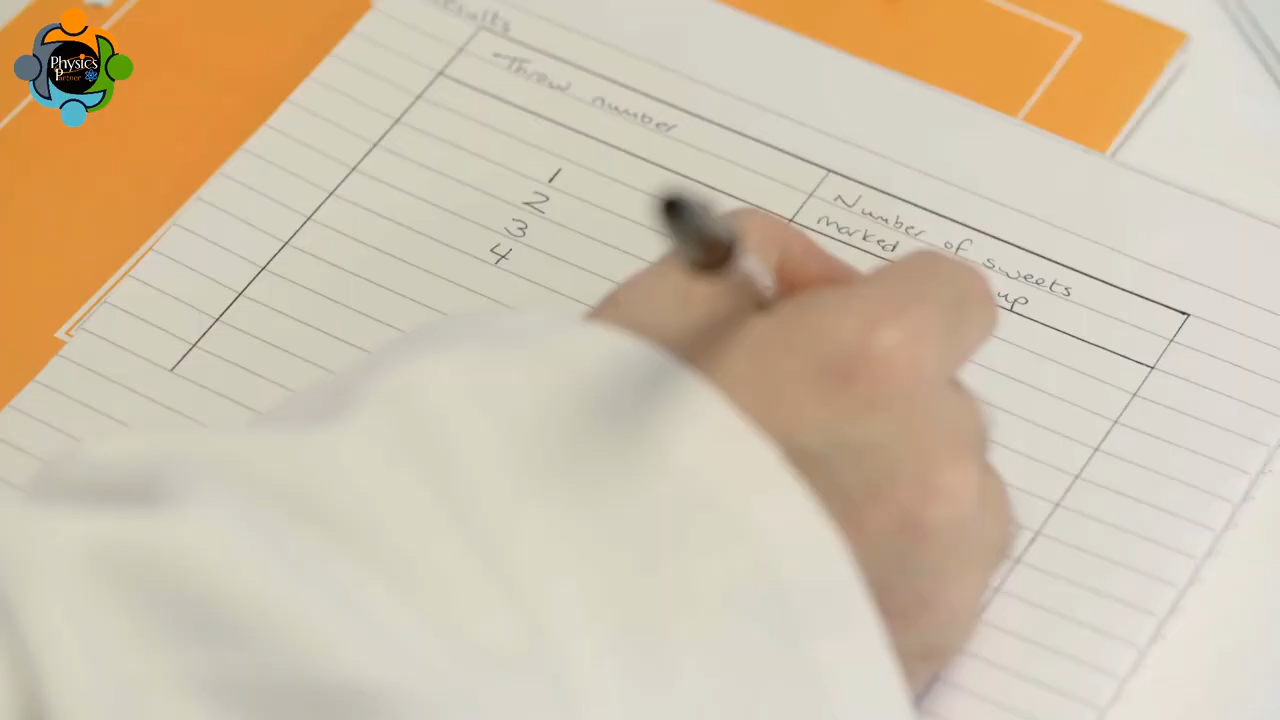 Physics
Partner
Results
Throw number
Number of sweets
marked up
1
2
3
4